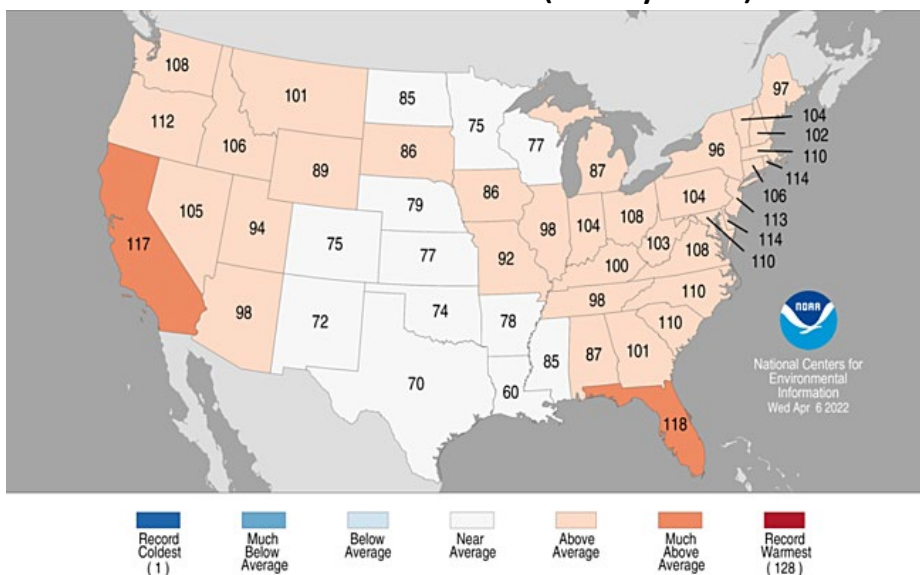 108
101
85
75
97
104
102
110
114
106
113
114
110
112
106
89
86
77
87
96
105
94
79
86
98
104
108
104
103
108
117
75
77
92
100
98
72
74
78
98
110
110
70
60
85
87
101
118
NOAA
National Centers for
Environmental
Information
Wed Apr 6 2022
Record
Coldest
( 1 )
Much
Below
Average
Below
Average
Near
Average
Above
Average
Much
Above
Average
Record
Warmest
( 128 )